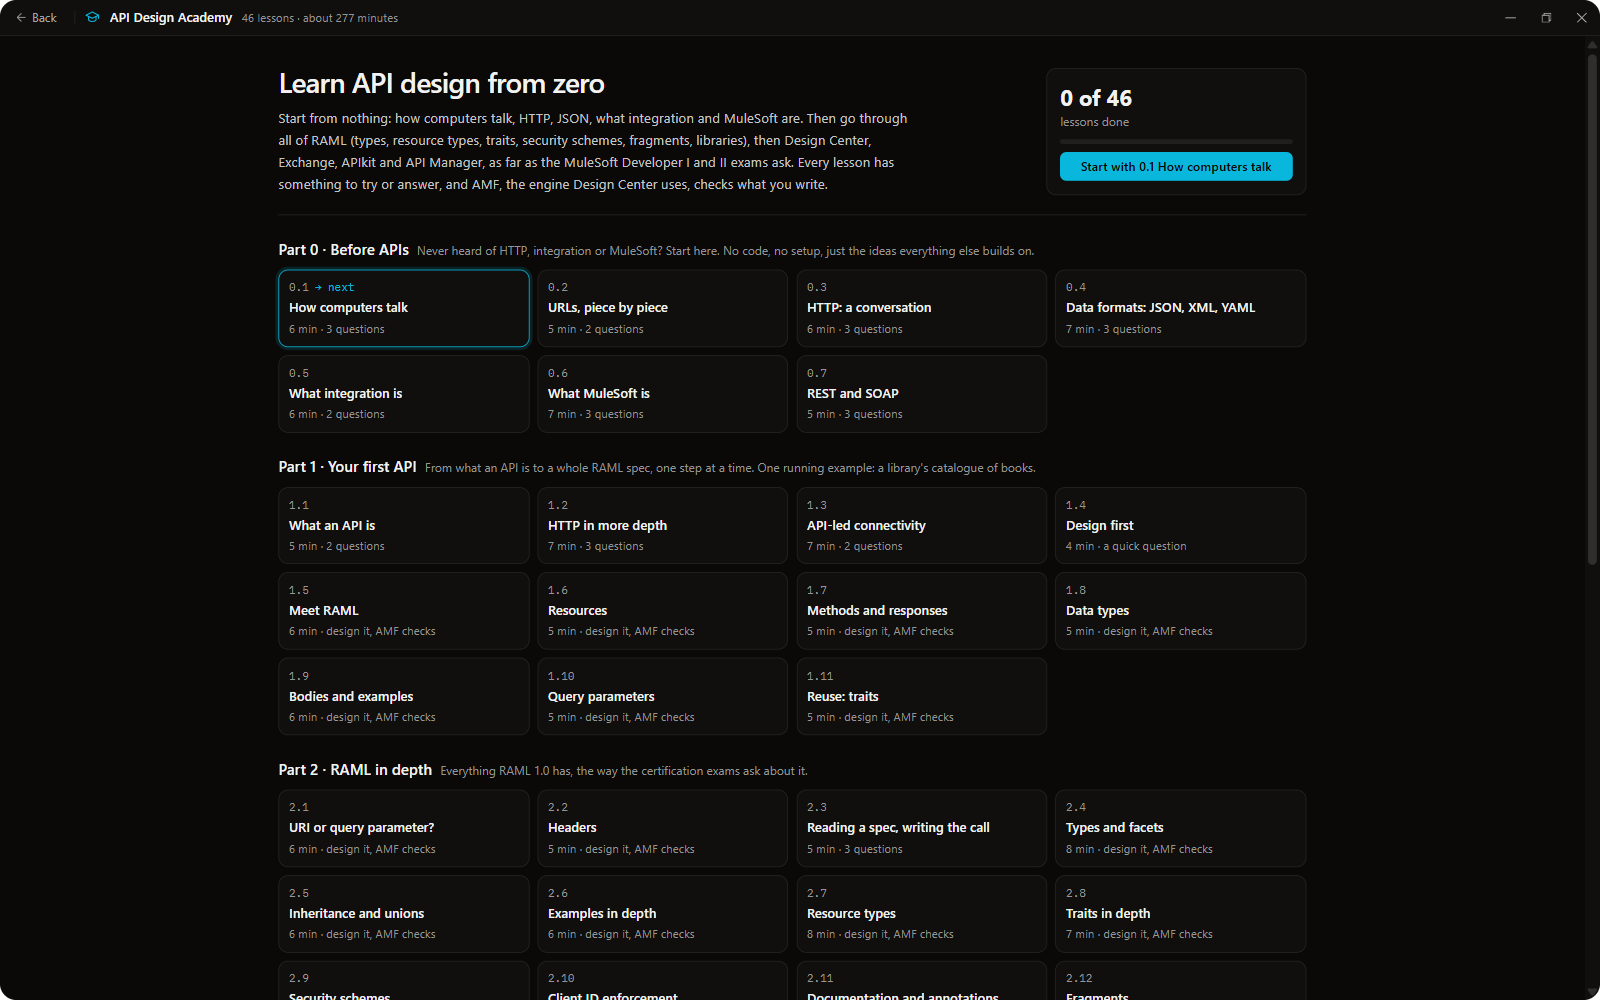 Back
API Design Academy 46 lessons · about 277 minutes
Learn API design from zero
Start from nothing: how computers talk, HTTP, JSON, what integration and MuleSoft are. Then go through
all of RAML (types, resource types, traits, security schemes, fragments, libraries), then Design Center,
Exchange, APIkit and API Manager, as far as the MuleSoft Developer I and II exams ask. Every lesson has
something to try or answer, and AMF, the engine Design Center uses, checks what you write.
0 of 46
lessons done
Start with 0.1 How computers talk
Part 0 · Before APIs Never heard of HTTP, integration or MuleSoft? Start here. No code, no setup, just the ideas everything else builds on.
0.1 → next
How computers talk
6 min · 3 questions
0.2
URLs, piece by piece
5 min · 2 questions
0.3
HTTP: a conversation
6 min · 3 questions
0.4
Data formats: JSON, XML, YAML
7 min · 3 questions
0.5
What integration is
6 min · 2 questions
0.6
What MuleSoft is
7 min · 3 questions
0.7
REST and SOAP
5 min · 3 questions
Part 1 · Your first API From what an API is to a whole RAML spec, one step at a time. One running example: a library's catalogue of books.
1.1
What an API is
5 min · 2 questions
1.2
HTTP in more depth
7 min · 3 questions
1.3
API-led connectivity
7 min · 2 questions
1.4
Design first
4 min · a quick question
1.5
Meet RAML
6 min · design it, AMF checks
1.6
Resources
5 min · design it, AMF checks
1.7
Methods and responses
5 min · design it, AMF checks
1.8
Data types
5 min · design it, AMF checks
1.9
Bodies and examples
6 min · design it, AMF checks
1.10
Query parameters
5 min · design it, AMF checks
1.11
Reuse: traits
5 min · design it, AMF checks
Part 2 · RAML in depth Everything RAML 1.0 has, the way the certification exams ask about it.
2.1
URI or query parameter?
6 min · design it, AMF checks
2.2
Headers
5 min · design it, AMF checks
2.3
Reading a spec, writing the call
5 min · 3 questions
2.4
Types and facets
8 min · design it, AMF checks
2.5
Inheritance and unions
6 min · design it, AMF checks
2.6
Examples in depth
6 min · design it, AMF checks
2.7
Resource types
8 min · design it, AMF checks
2.8
Traits in depth
7 min · design it, AMF checks
2.9
Security schemes
2.10
Client ID enforcement
2.11
Documentation and annotations
2.12
Fragments